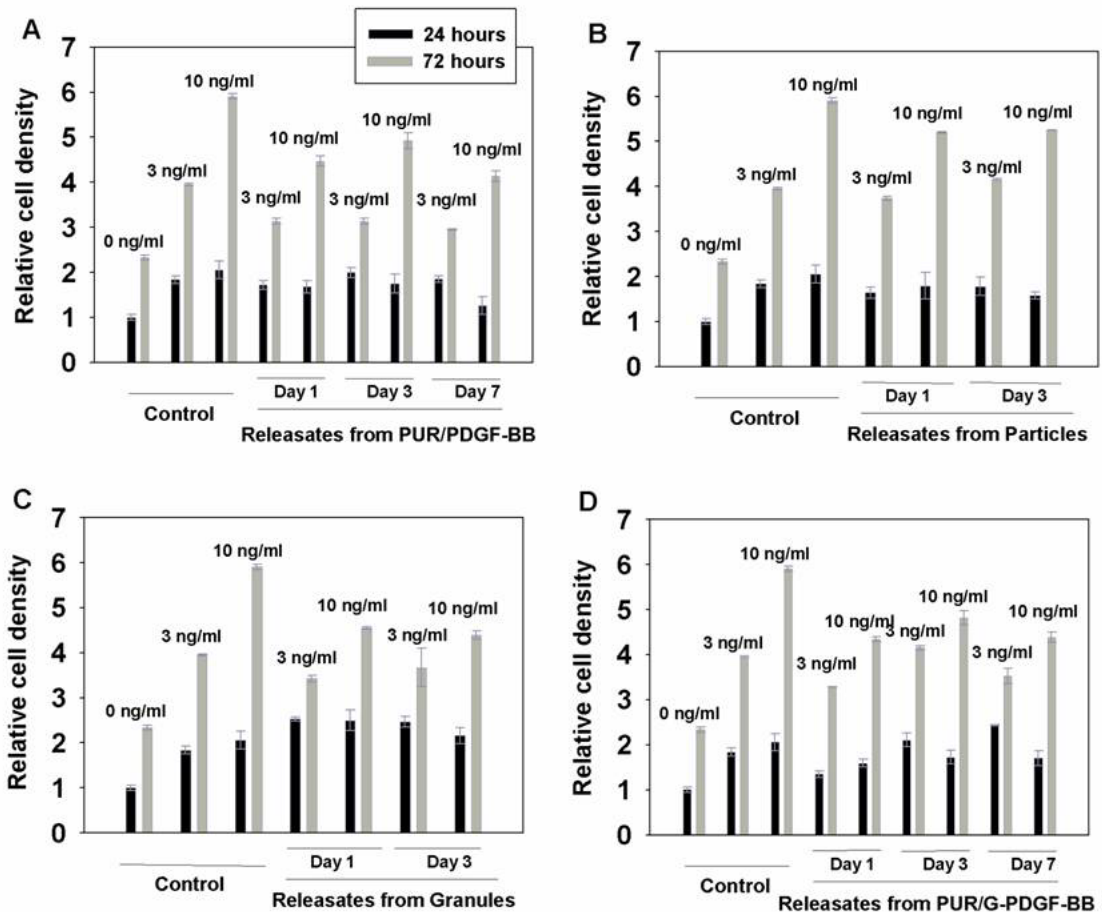 A
24 hours
72 hours
Relative cell density
7
6
5
4
3
2
1
0
0 ng/ml
3 ng/ml
10 ng/ml
3 ng/ml
10 ng/ml
3 ng/ml
10 ng/ml
3 ng/ml
10 ng/ml
Day 1
Day 3
Day 7
Control
Releasates from PUR/PDGF-BB
B
Relative cell density
7
6
5
4
3
2
1
0
0 ng/ml
3 ng/ml
10 ng/ml
3 ng/ml
10 ng/ml
3 ng/ml
10 ng/ml
Day 1
Day 3
Control
Releasates from Particles
C
Relative cell density
7
6
5
4
3
2
1
0
0 ng/ml
3 ng/ml
10 ng/ml
3 ng/ml
10 ng/ml
3 ng/ml
10 ng/ml
Day 1
Day 3
Control
Releasates from Granules
D
Relative cell density
7
6
5
4
3
2
1
0
0 ng/ml
3 ng/ml
10 ng/ml
3 ng/ml
10 ng/ml
3 ng/ml
10 ng/ml
3 ng/ml
10 ng/ml
Day 1
Day 3
Day 7
Control
Releasates from PUR/G-PDGF-BB